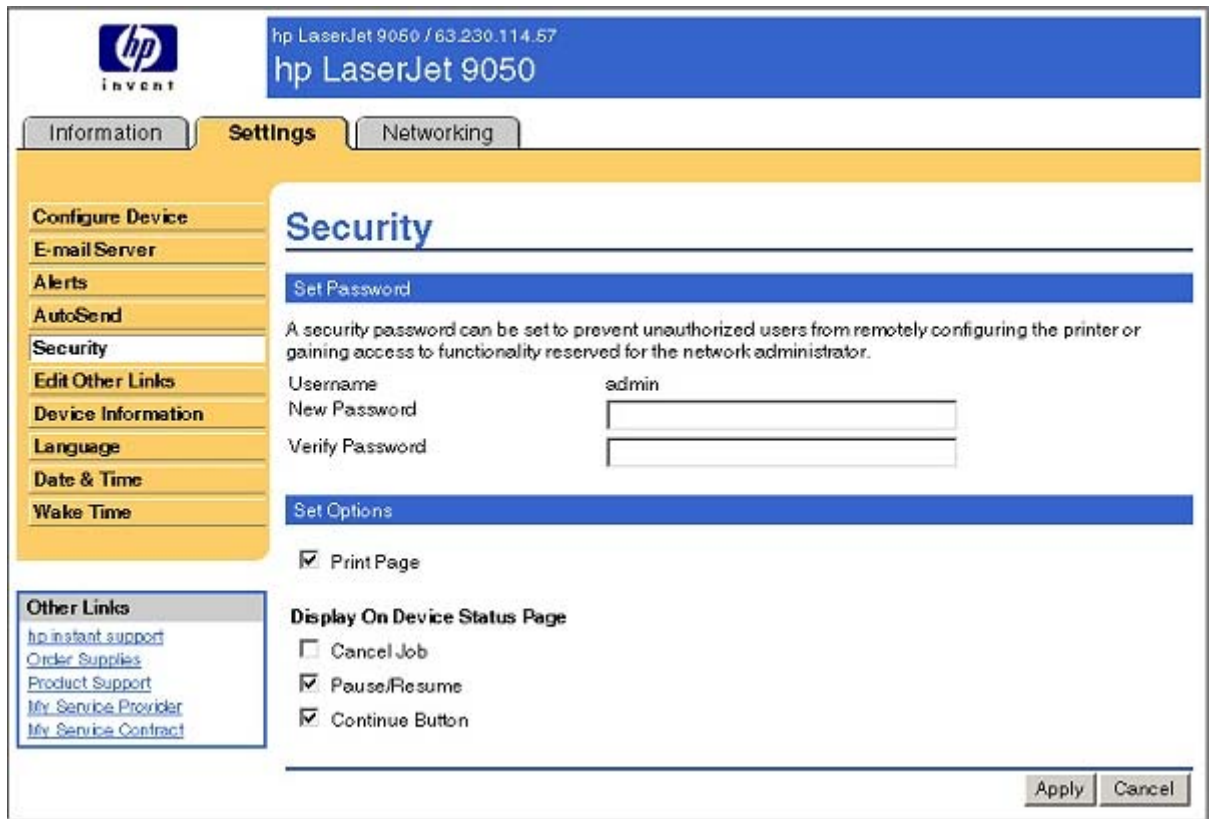 hp
invent
hp LaserJet 9050 / 63.230.114.57
hp LaserJet 9050
Information
Settings
Networking
Configure Device
E-mail Server
Alerts
AutoSend
Security
Edit Other Links
Device Information
Language
Date & Time
Wake Time
Other Links
hp instant support
Order Supplies
Product Support
My Service Provider
My Service Contract
Security
Set Password
A security password can be set to prevent unauthorized users from remotely configuring the printer or
gaining access to functionality reserved for the network administrator.
Username admin
New Password
Verify Password
Set Options
Print Page
Display On Device Status Page
Cancel Job
Pause/Resume
Continue Button
Apply Cancel